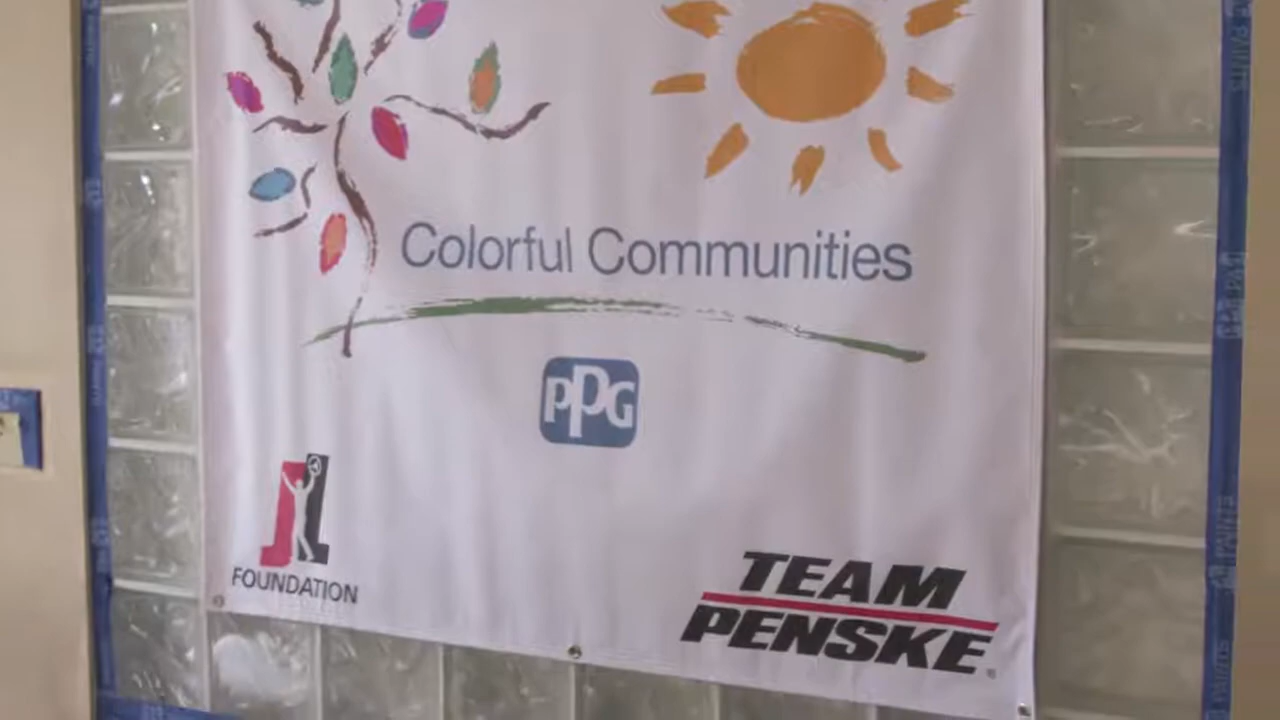 Colorful Communities
PPG
FOUNDATION
TEAM
PENSKE